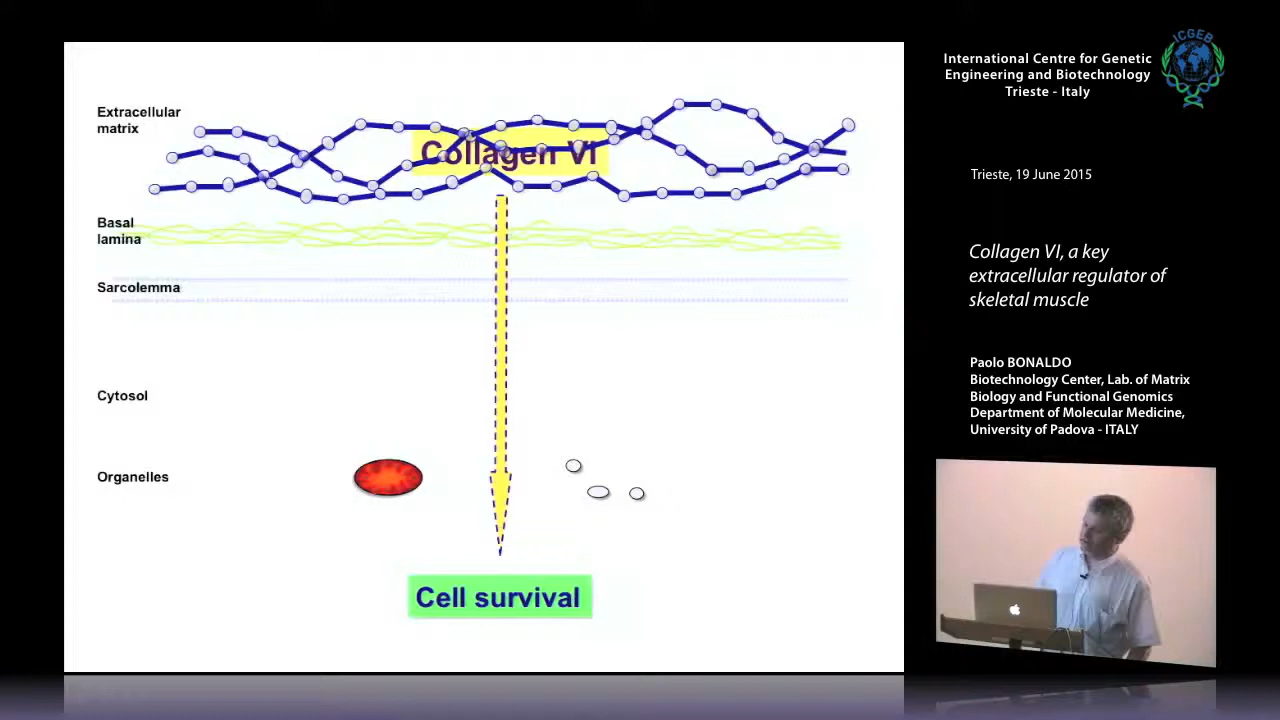 Extracellular
matrix
Collagen VI
Basal
lamina
Sarcolemma
Cytosol
Organelles
Cell survival
ICGEB
International Centre for Genetic
Engineering and Biotechnology
Trieste - Italy
Trieste, 19 June 2015
Collagen VI, a key
extracellular regulator of
skeletal muscle
Paolo BONALDO
Biotechnology Center, Lab. of Matrix
Biology and Functional Genomics
Department of Molecular Medicine,
University of Padova - ITALY